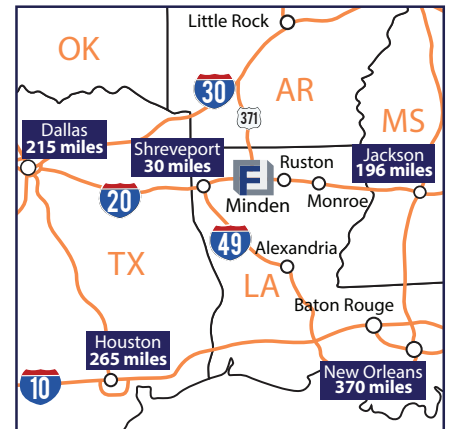 Little Rock
OK
30
AR
371
MS
Dallas
215 miles
Shreveport
30 miles
Ruston
Jackson
196 miles
F
20
Minden
Monroe
49
Alexandria
TX
LA
Baton Rouge
Houston
265 miles
New Orleans
370 miles
10